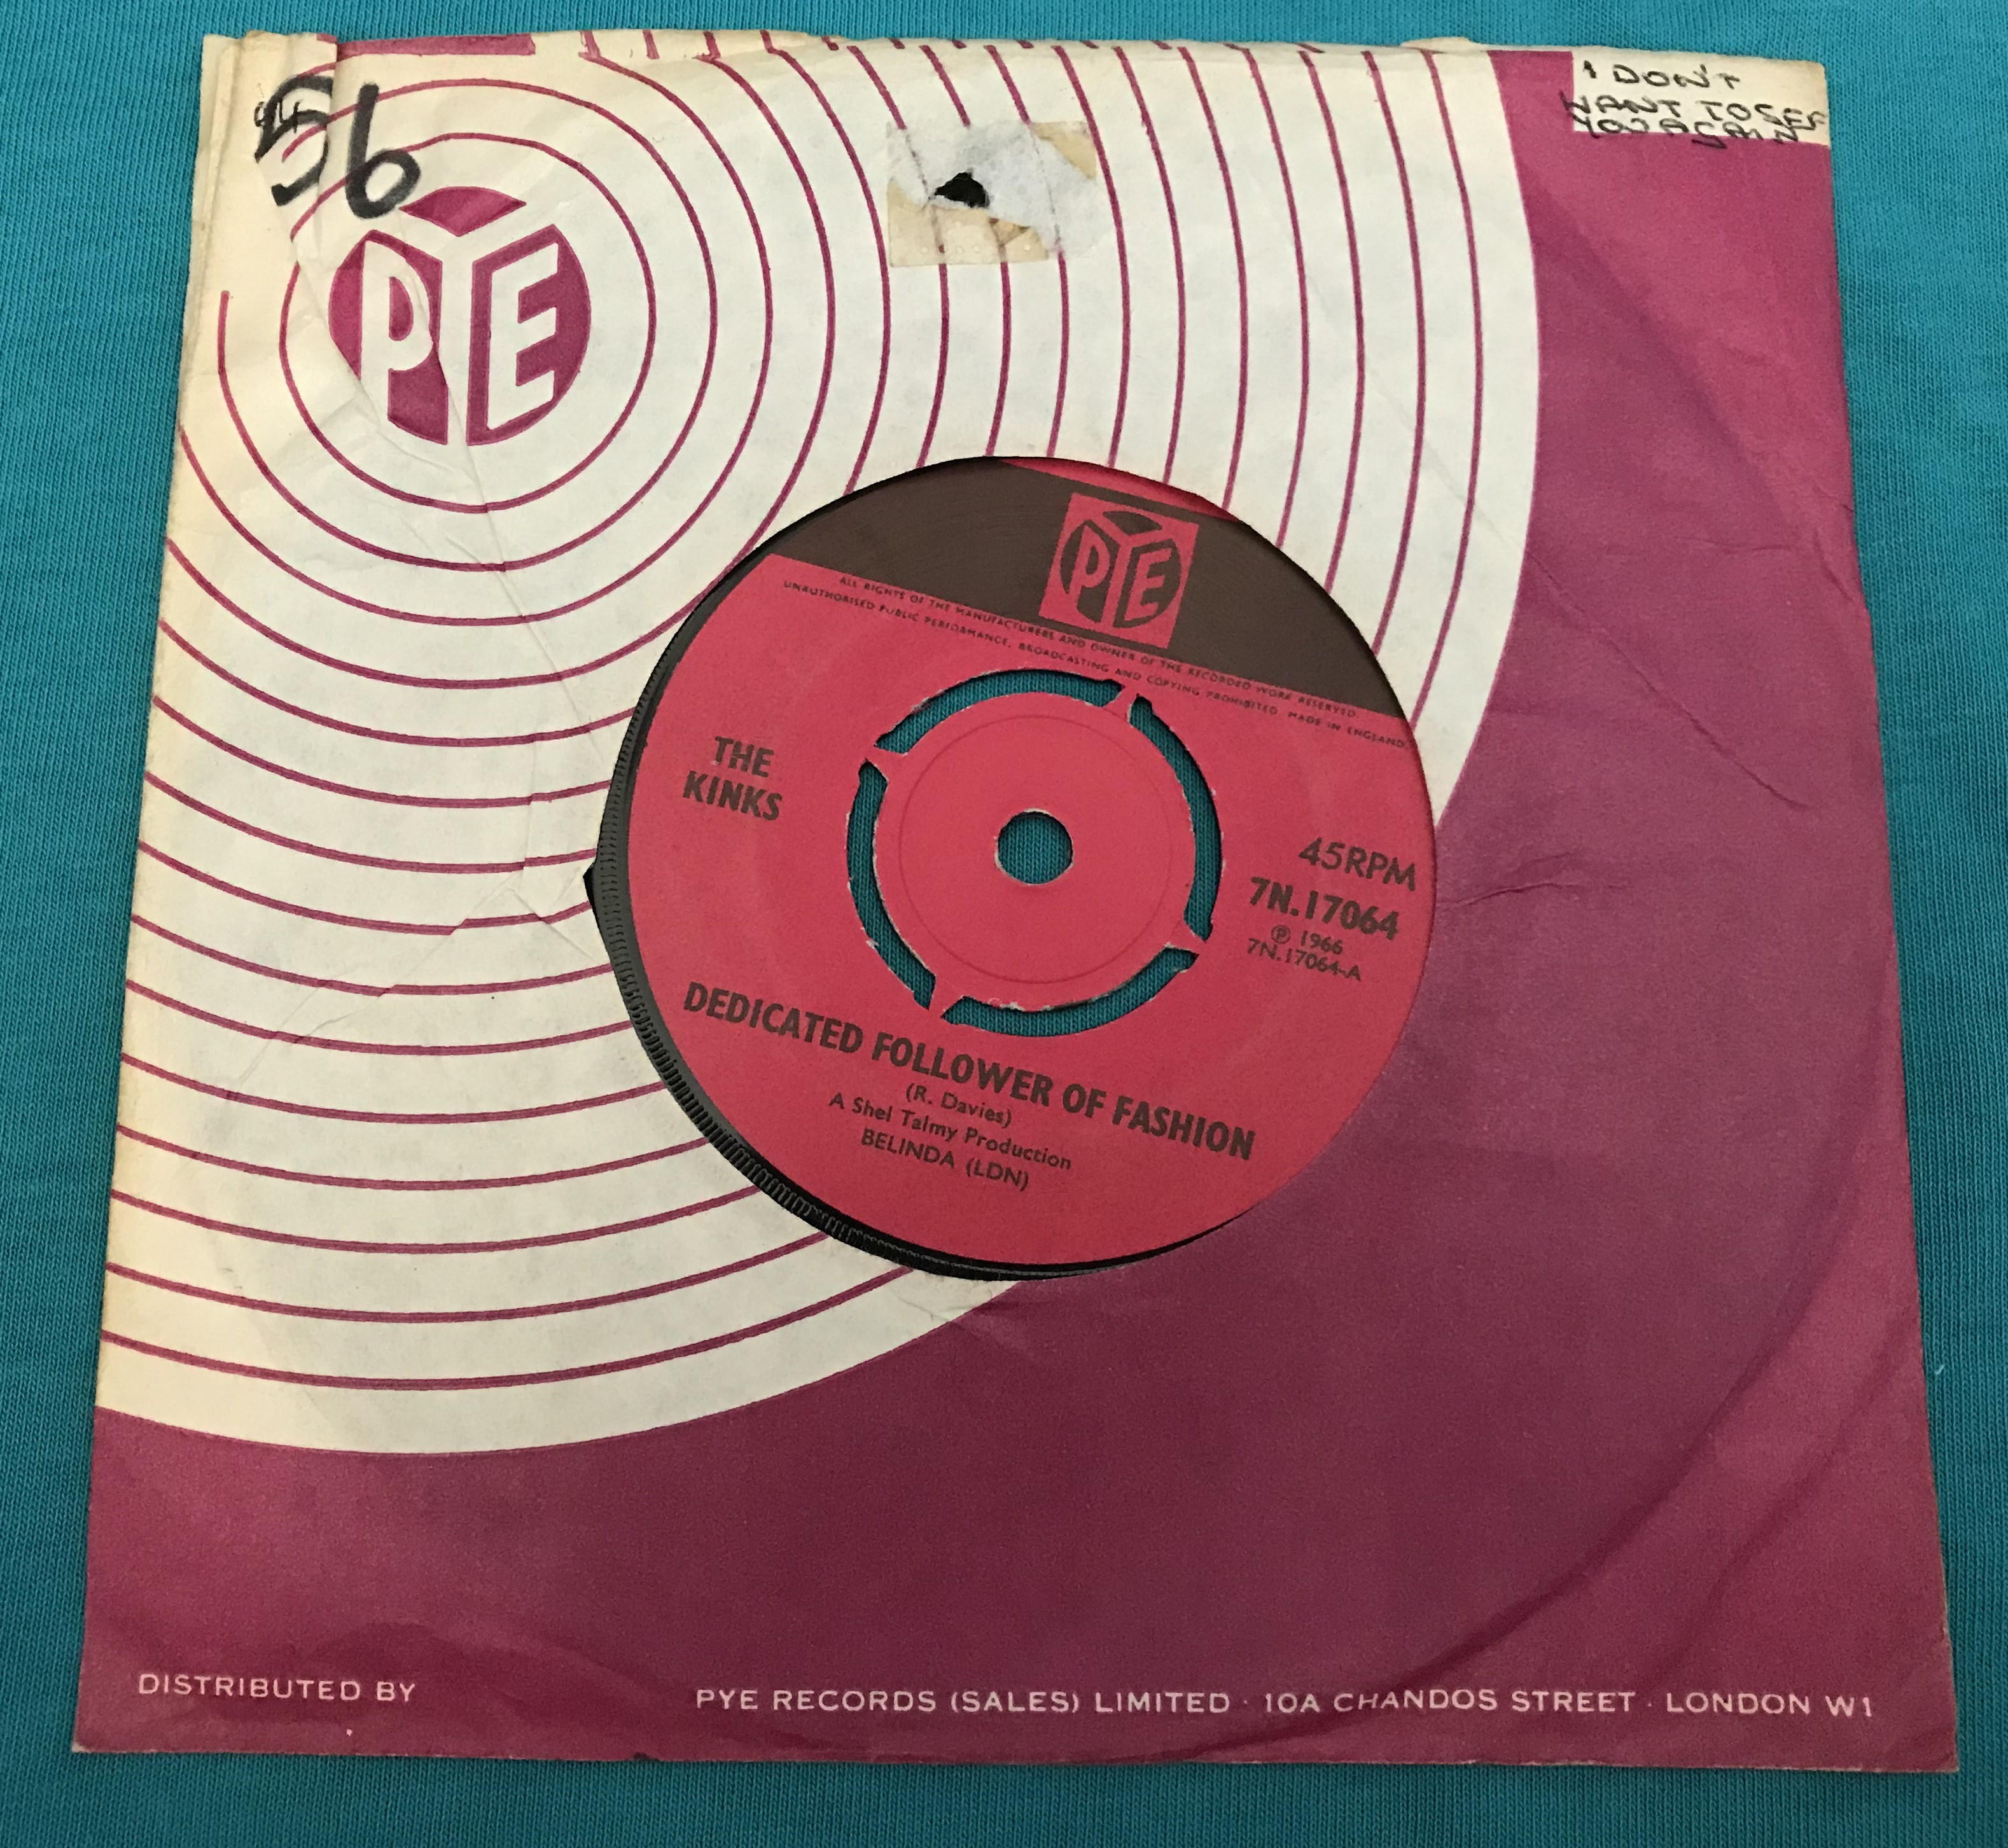 56
I DON'T
WANT TO SEE
YOU AGAIN
PYE
PYE
ALL RIGHTS OF THE MANUFACTURERS AND OWNER OF THE RECORDED WORK RESERVED.
UNAUTHORISED PUBLIC PERFORMANCE, BROADCASTING AND COPYING PROHIBITED. MADE IN ENGLAND
THE
KINKS
45RPM
7N.17064
℗ 1966
7N.17064-A
DEDICATED FOLLOWER OF FASHION
(R. Davies)
A Shel Talmy Production
BELINDA (LDN)
DISTRIBUTED BY PYE RECORDS (SALES) LIMITED · 10A CHANDOS STREET · LONDON W1